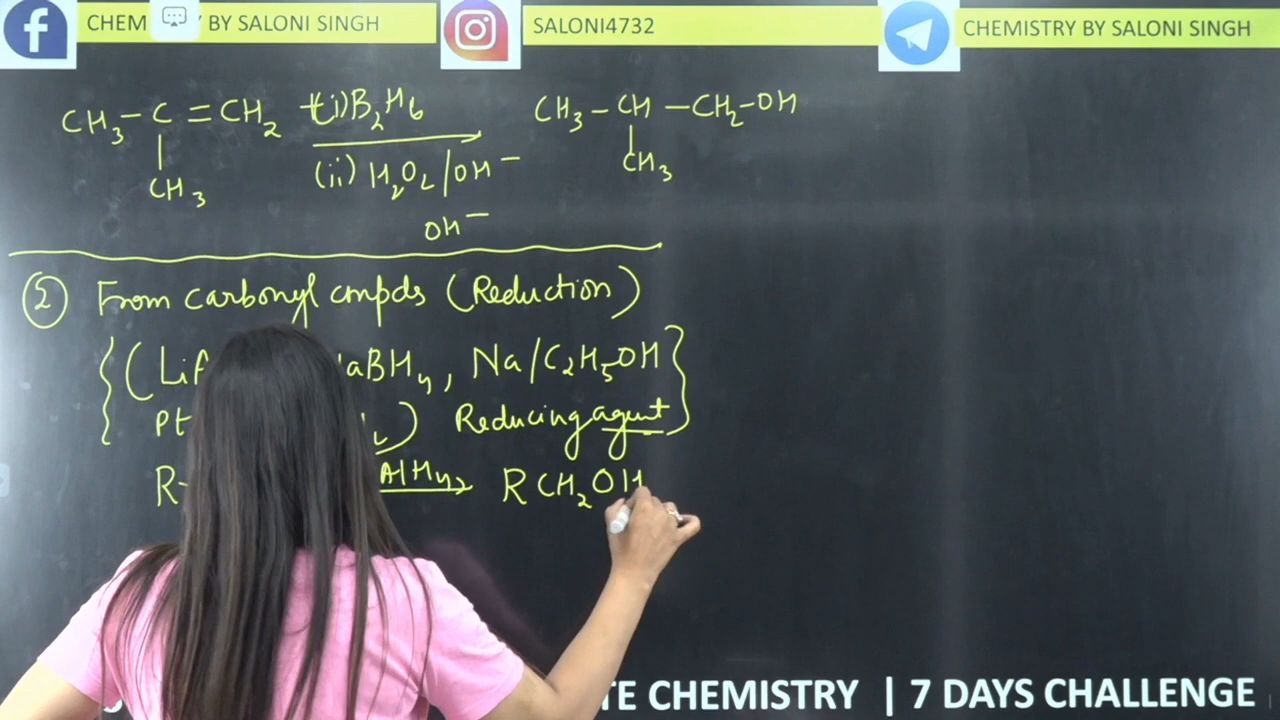 CHEM Y BY SALONI SINGH
SALONI4732
CHEMISTRY BY SALONI SINGH
CH₃-C=CH₂ (i) B₂H₆ CH₃-CH-CH₂-OH
CH₃ (ii) H₂O₂/OH⁻ CH₃
OH⁻
② From carbonyl cmpds (Reduction)
{(Li aBH₄, Na/C₂H₅OH}
Pt ) Reducing agent
R- AlH₄ RCH₂OH
TE CHEMISTRY | 7 DAYS CHALLENGE